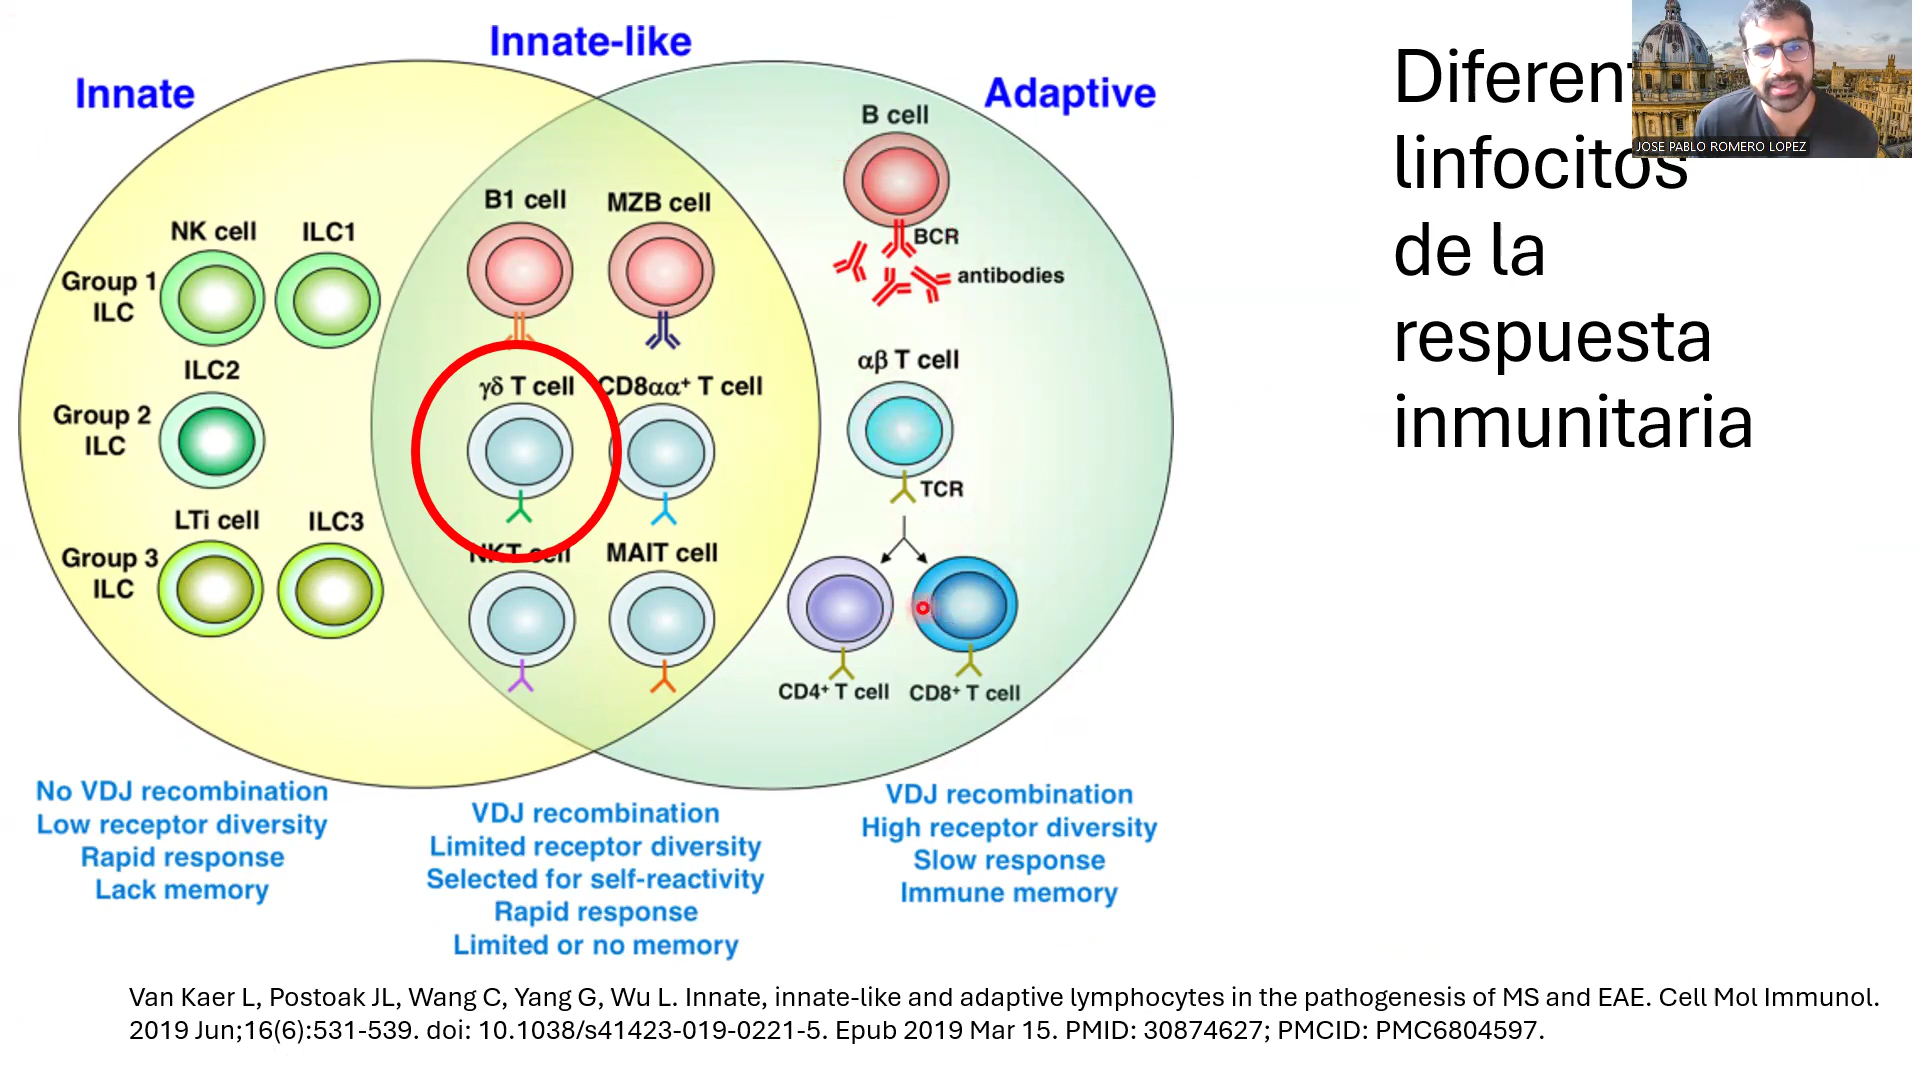 Innate-like
Innate
Adaptive
B cell
BCR
antibodies
B1 cell
MZB cell
NK cell
ILC1
Group 1
ILC
ILC2
Group 2
ILC
LTi cell
ILC3
Group 3
ILC
γδ T cell
CD8αα+ T cell
NKT cell
MAIT cell
αβ T cell
TCR
CD4+ T cell
CD8+ T cell
No VDJ recombination
Low receptor diversity
Rapid response
Lack memory
VDJ recombination
Limited receptor diversity
Selected for self-reactivity
Rapid response
Limited or no memory
VDJ recombination
High receptor diversity
Slow response
Immune memory
linfocitos
de la
respuesta
inmunitaria
JOSE PABLO ROMERO LOPEZ
Van Kaer L, Postoak JL, Wang C, Yang G, Wu L. Innate, innate-like and adaptive lymphocytes in the pathogenesis of MS and EAE. Cell Mol Immunol.
2019 Jun;16(6):531-539. doi: 10.1038/s41423-019-0221-5. Epub 2019 Mar 15. PMID: 30874627; PMCID: PMC6804597.